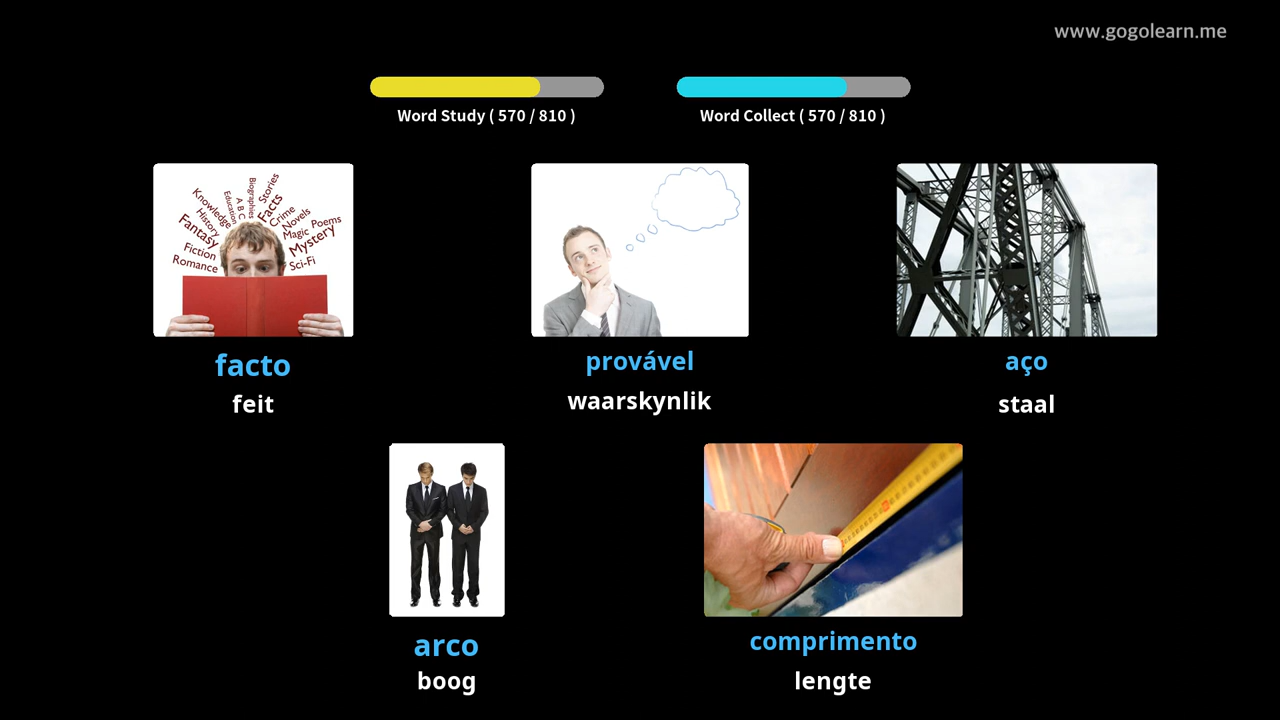 www.gogolearn.me
Word Study ( 570 / 810 )
Word Collect ( 570 / 810 )
Knowledge
History
Fantasy
Fiction
Romance
Education
A B C
Biographies
Stories
Facts
Crime
Novels
Magic
Poems
Mystery
Sci-Fi
facto
feit
provável
waarskynlik
aço
staal
arco
boog
comprimento
lengte